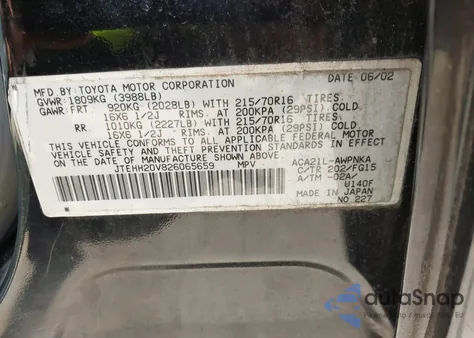 MFD.BY: TOYOTA MOTOR CORPORATION DATE 06/02
GVWR: 1809KG (3988LB)
GAWR: FRT 920KG (2028LB) WITH 215/70R16 TIRES
16X6 1/2J RIMS. AT 200KPA (29PSI) COLD
RR 1010KG (2227LB) WITH 215/70R16 TIRES
16X6 1/2J RIMS. AT 200KPA (29PSI) COLD
THIS VEHICLE CONFORMS TO ALL APPLICABLE FEDERAL MOTOR
VEHICLE SAFETY AND THEFT PREVENTION STANDARDS IN EFFECT
ON THE DATE OF MANUFACTURE SHOWN ABOVE.
JTEHH20V826065659 MPV
ACA21L-AWPNKA
C/TR 202/FG15
A/TM -02A/
U140F
MADE IN JAPAN
NO.227
autoSnap